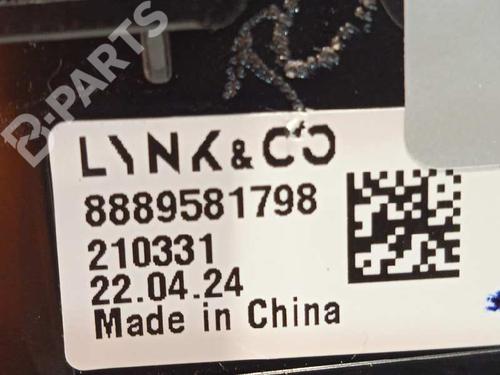 B-PARTS
LYNK & CO
8889581798
210331
22.04.24
Made in China